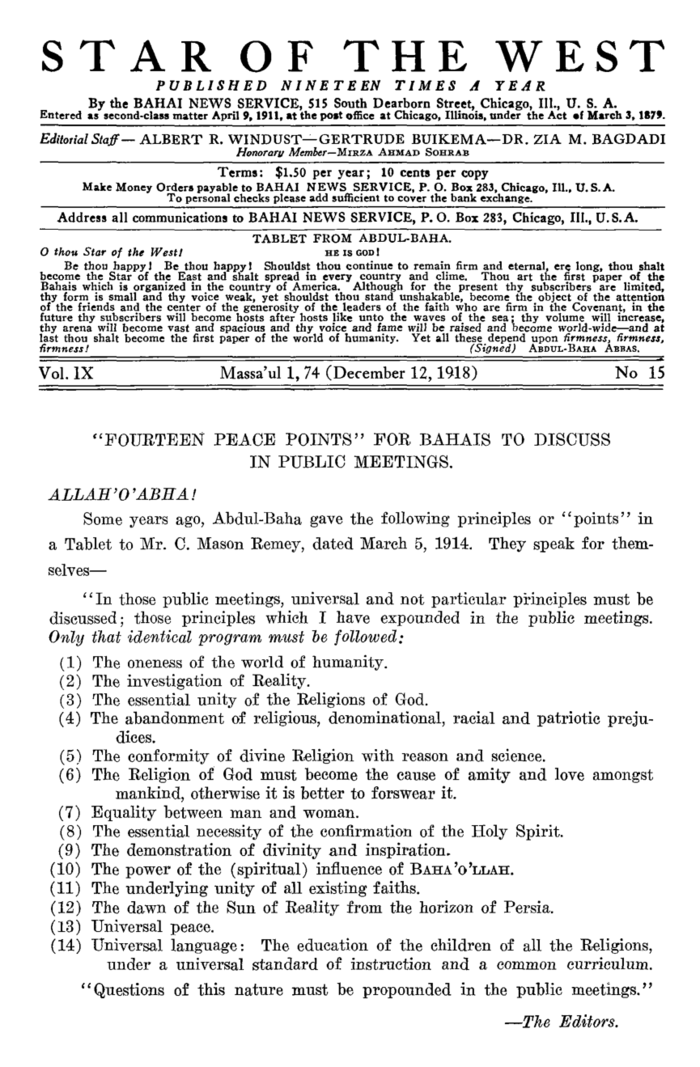 STAR OF THE WEST
PUBLISHED NINETEEN TIMES A YEAR
By the BAHAI NEWS SERVICE, 515 South Dearborn Street, Chicago, Ill., U. S. A.
Entered as second-class matter April 9, 1911, at the post office at Chicago, Illinois, under the Act of March 3, 1879.
Editorial Staff— ALBERT R. WINDUST—GERTRUDE BUIKEMA—DR. ZIA M. BAGDADI
Honorary Member—MIRZA AHMAD SOHRAB
Terms: $1.50 per year; 10 cents per copy
Make Money Orders payable to BAHAI NEWS SERVICE, P. O. Box 283, Chicago, Ill., U.S.A.
To personal checks please add sufficient to cover the bank exchange.
Address all communications to BAHAI NEWS SERVICE, P. O. Box 283, Chicago, Ill., U.S.A.
TABLET FROM ABDUL-BAHA.
O thou Star of the West! HE IS GOD!
Be thou happy! Be thou happy! Shouldst thou continue to remain firm and eternal, ere long, thou shalt
become the Star of the East and shalt spread in every country and clime. Thou art the first paper of the
Bahais which is organized in the country of America. Although for the present thy subscribers are limited,
thy form is small and thy voice weak, yet shouldst thou stand unshakable, become the object of the attention
of the friends and the center of the generosity of the leaders of the faith who are firm in the Covenant, in the
future thy subscribers will become hosts after hosts like unto the waves of the sea; thy volume will increase,
thy arena will become vast and spacious and thy voice and fame will be raised and become world-wide—and at
last thou shalt become the first paper of the world of humanity. Yet all these depend upon firmness, firmness,
firmness! (Signed) ABDUL-BAHA ABBAS.
Vol. IX Massa'ul 1, 74 (December 12, 1918) No 15
"FOURTEEN PEACE POINTS" FOR BAHAIS TO DISCUSS
IN PUBLIC MEETINGS.
ALLAH'O'ABHA!
Some years ago, Abdul-Baha gave the following principles or "points" in
a Tablet to Mr. C. Mason Remey, dated March 5, 1914. They speak for them-
selves—
"In those public meetings, universal and not particular principles must be
discussed; those principles which I have expounded in the public meetings.
Only that identical program must be followed:
(1) The oneness of the world of humanity.
(2) The investigation of Reality.
(3) The essential unity of the Religions of God.
(4) The abandonment of religious, denominational, racial and patriotic preju-
dices.
(5) The conformity of divine Religion with reason and science.
(6) The Religion of God must become the cause of amity and love amongst
mankind, otherwise it is better to forswear it.
(7) Equality between man and woman.
(8) The essential necessity of the confirmation of the Holy Spirit.
(9) The demonstration of divinity and inspiration.
(10) The power of the (spiritual) influence of BAHA'O'LLAH.
(11) The underlying unity of all existing faiths.
(12) The dawn of the Sun of Reality from the horizon of Persia.
(13) Universal peace.
(14) Universal language: The education of the children of all the Religions,
under a universal standard of instruction and a common curriculum.
"Questions of this nature must be propounded in the public meetings."
—The Editors.